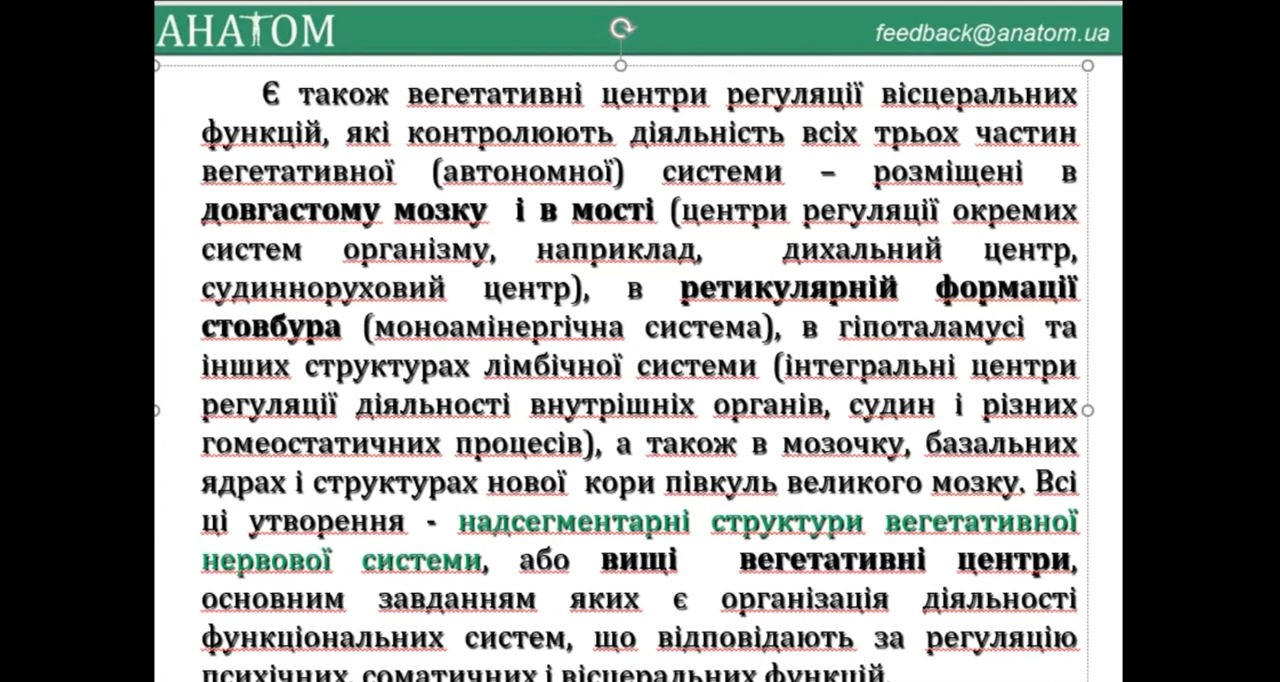 АНАТОМ
feedback@anatom.ua
Є також вегетативні центри регуляції вісцеральних
функцій, які контролюють діяльність всіх трьох частин
вегетативної (автономної) системи – розміщені в
довгастому мозку і в мості (центри регуляції окремих
систем організму, наприклад, дихальний центр,
судинноруховий центр), в ретикулярній формації
стовбура (моноамінергічна система), в гіпоталамусі та
інших структурах лімбічної системи (інтегральні центри
регуляції діяльності внутрішніх органів, судин і різних
гомеостатичних процесів), а також в мозочку, базальних
ядрах і структурах нової кори півкуль великого мозку. Всі
ці утворення - надсегментарні структури вегетативної
нервової системи, або вищі вегетативні центри,
основним завданням яких є організація діяльності
функціональних систем, що відповідають за регуляцію
психічних, соматичних і вісцеральних функцій.